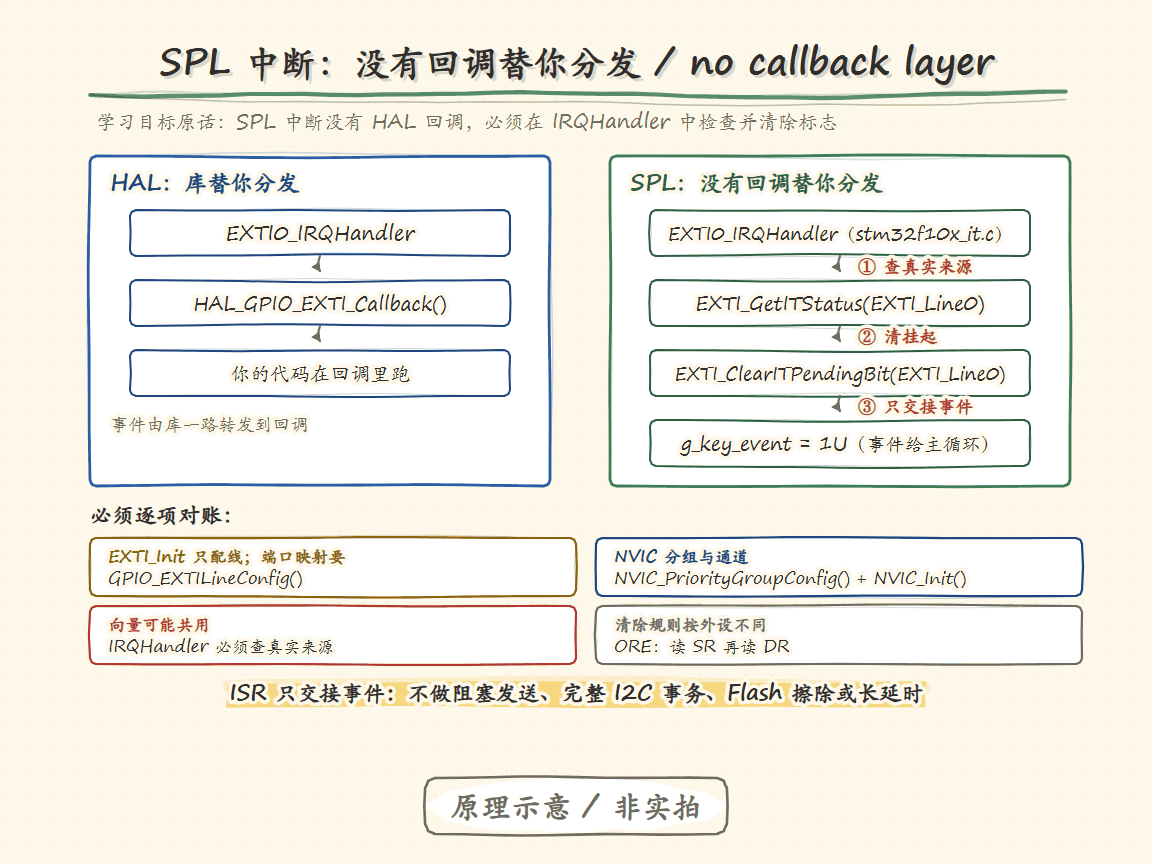 SPL 中断：没有回调替你分发 / no callback layer
学习目标原话：SPL 中断没有 HAL 回调，必须在 IRQHandler 中检查并清除标志
HAL：库替你分发
EXTI0_IRQHandler
HAL_GPIO_EXTI_Callback()
你的代码在回调里跑
事件由库一路转发到回调
SPL：没有回调替你分发
EXTI0_IRQHandler（stm32f10x_it.c）
① 查真实来源
EXTI_GetITStatus(EXTI_Line0)
② 清挂起
EXTI_ClearITPendingBit(EXTI_Line0)
③ 只交接事件
g_key_event = 1U（事件给主循环）
必须逐项对账：
EXTI_Init 只配线；端口映射要
GPIO_EXTILineConfig()
NVIC 分组与通道
NVIC_PriorityGroupConfig() + NVIC_Init()
向量可能共用
IRQHandler 必须查真实来源
清除规则按外设不同
ORE：读 SR 再读 DR
ISR 只交接事件：不做阻塞发送、完整 I2C 事务、Flash 擦除或长延时
原理示意 / 非实拍